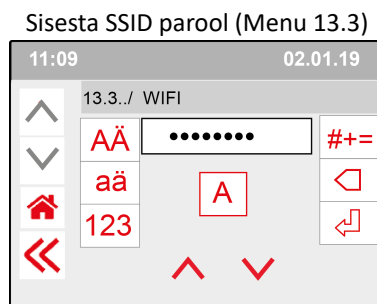 Sisesta SSID parool (Menu 13.3)
11:09 02.01.19
13.3../ WIFI
AÄ •••••••• #+=
aä A
123